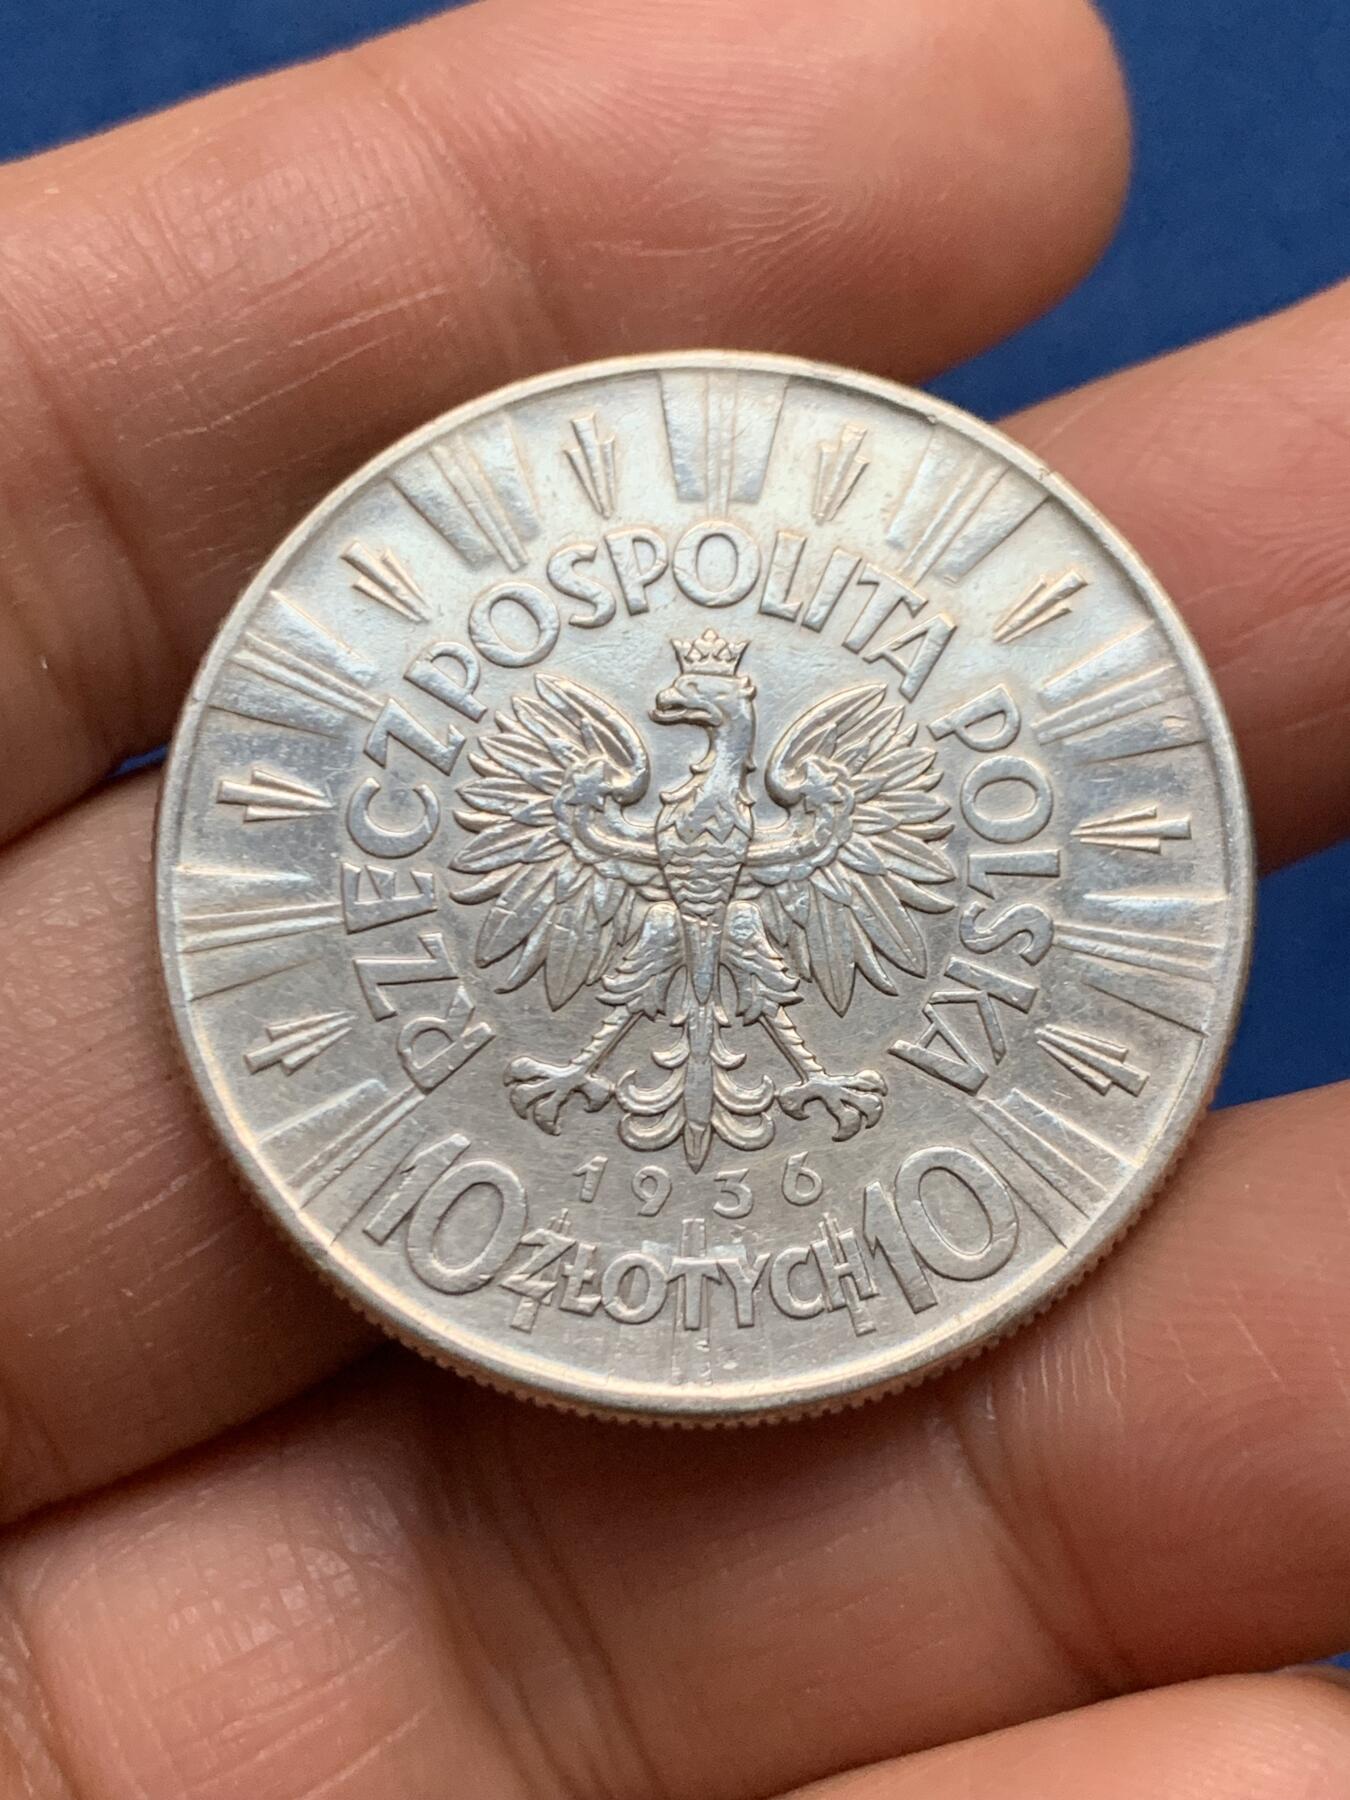 RZECZPOSPOLITA POLSKA
1936
10 ZŁOTYCH 10